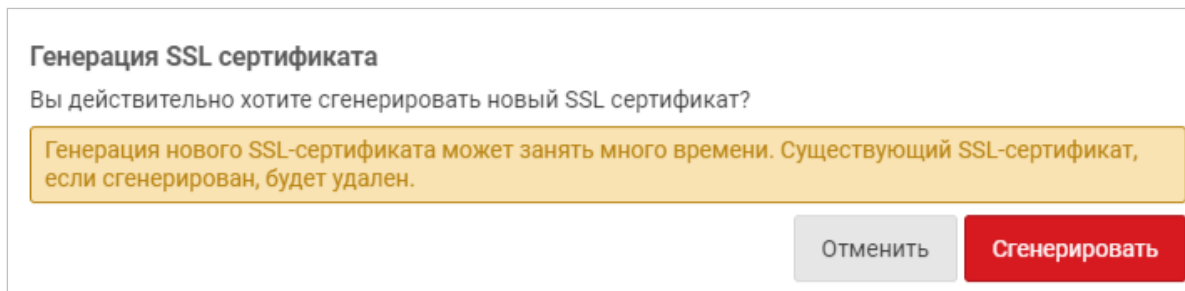 Генерация SSL сертификата
Вы действительно хотите сгенерировать новый SSL сертификат?
Генерация нового SSL-сертификата может занять много времени. Существующий SSL-сертификат,
если сгенерирован, будет удален.
Отменить Сгенерировать